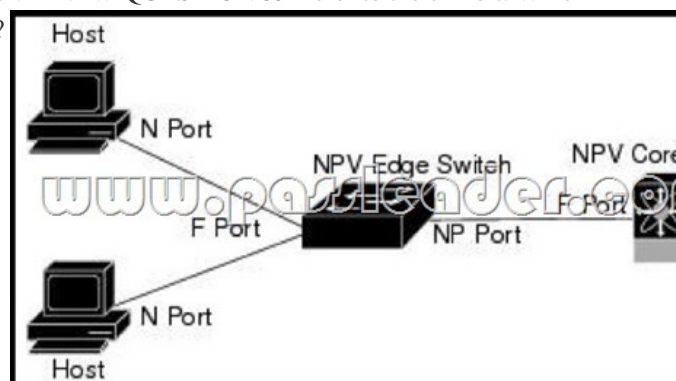 ?
Host
N Port
NPV Edge Switch
NPV Core
www.passleader.co
F Port
F Port
NP Port
N Port
Host